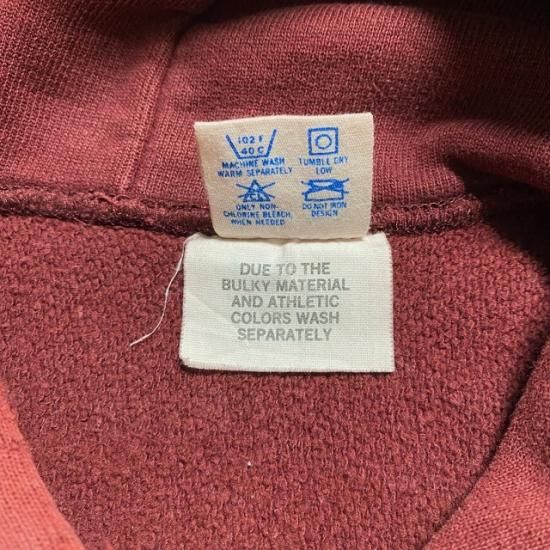 102 F
40 C
MACHINE WASH
WARM SEPARATELY
TUMBLE DRY
LOW
CL
ONLY NON-
CHLORINE BLEACH,
WHEN NEEDED
DO NOT IRON
DESIGN
DUE TO THE
BULKY MATERIAL
AND ATHLETIC
COLORS WASH
SEPARATELY